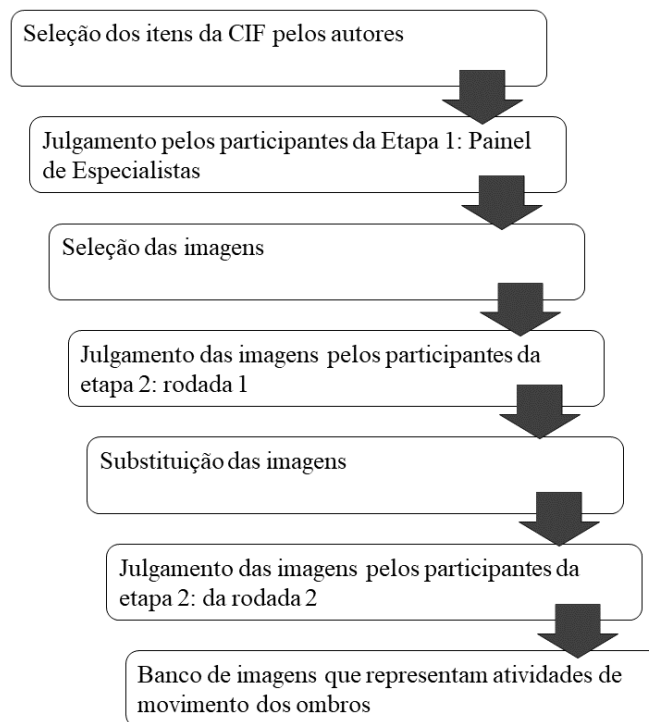 Seleção dos itens da CIF pelos autores
Julgamento pelos participantes da Etapa 1: Painel
de Especialistas
Seleção das imagens
Julgamento das imagens pelos participantes da
etapa 2: rodada 1
Substituição das imagens
Julgamento das imagens pelos participantes da
etapa 2: da rodada 2
Banco de imagens que representam atividades de
movimento dos ombros